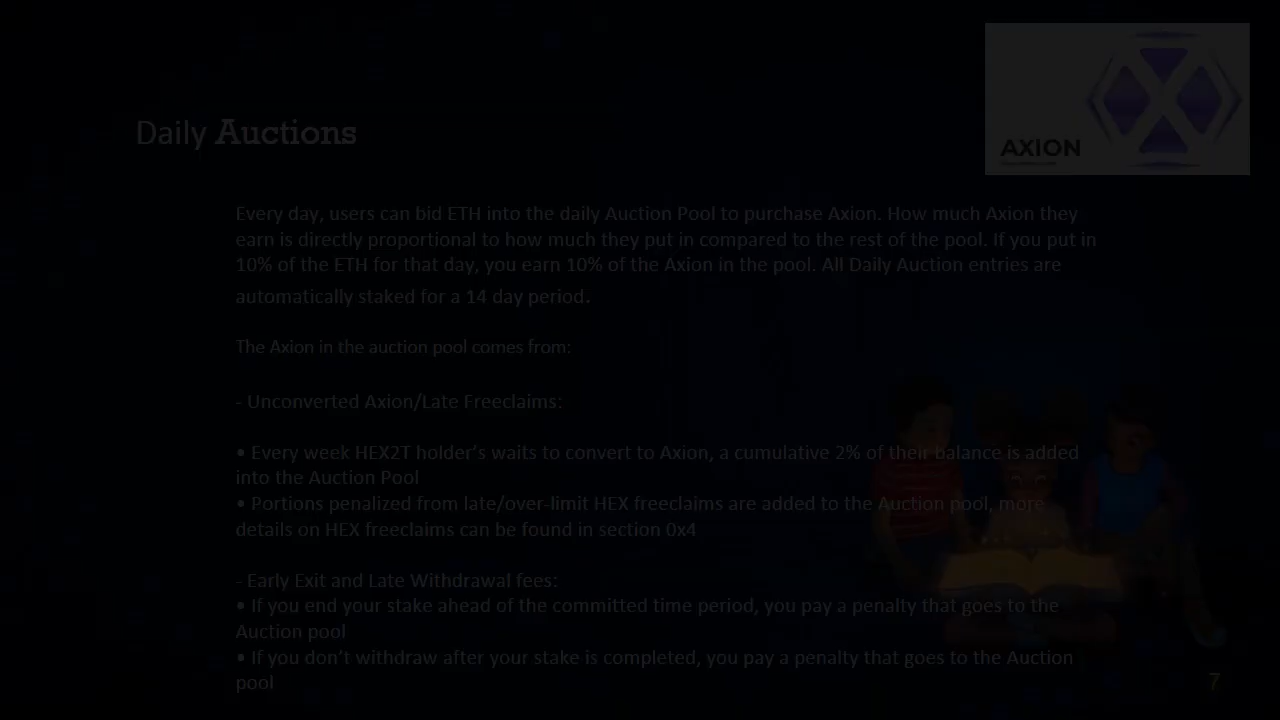 AXION
Daily Auctions
Every day, users can bid ETH into the daily Auction Pool to purchase Axion. How much Axion they
earn is directly proportional to how much they put in compared to the rest of the pool. If you put in
10% of the ETH for that day, you earn 10% of the Axion in the pool. All Daily Auction entries are
automatically staked for a 14 day period.
The Axion in the auction pool comes from:
- Unconverted Axion/Late Freeclaims:
• Every week HEX2T holder's waits to convert to Axion, a cumulative 2% of their balance is added
into the Auction Pool
• Portions penalized from late/over-limit HEX freeclaims are added to the Auction pool, more
details on HEX freeclaims can be found in section 0x4
- Early Exit and Late Withdrawal fees:
• If you end your stake ahead of the committed time period, you pay a penalty that goes to the
Auction pool
• If you don't withdraw after your stake is completed, you pay a penalty that goes to the Auction
pool
7